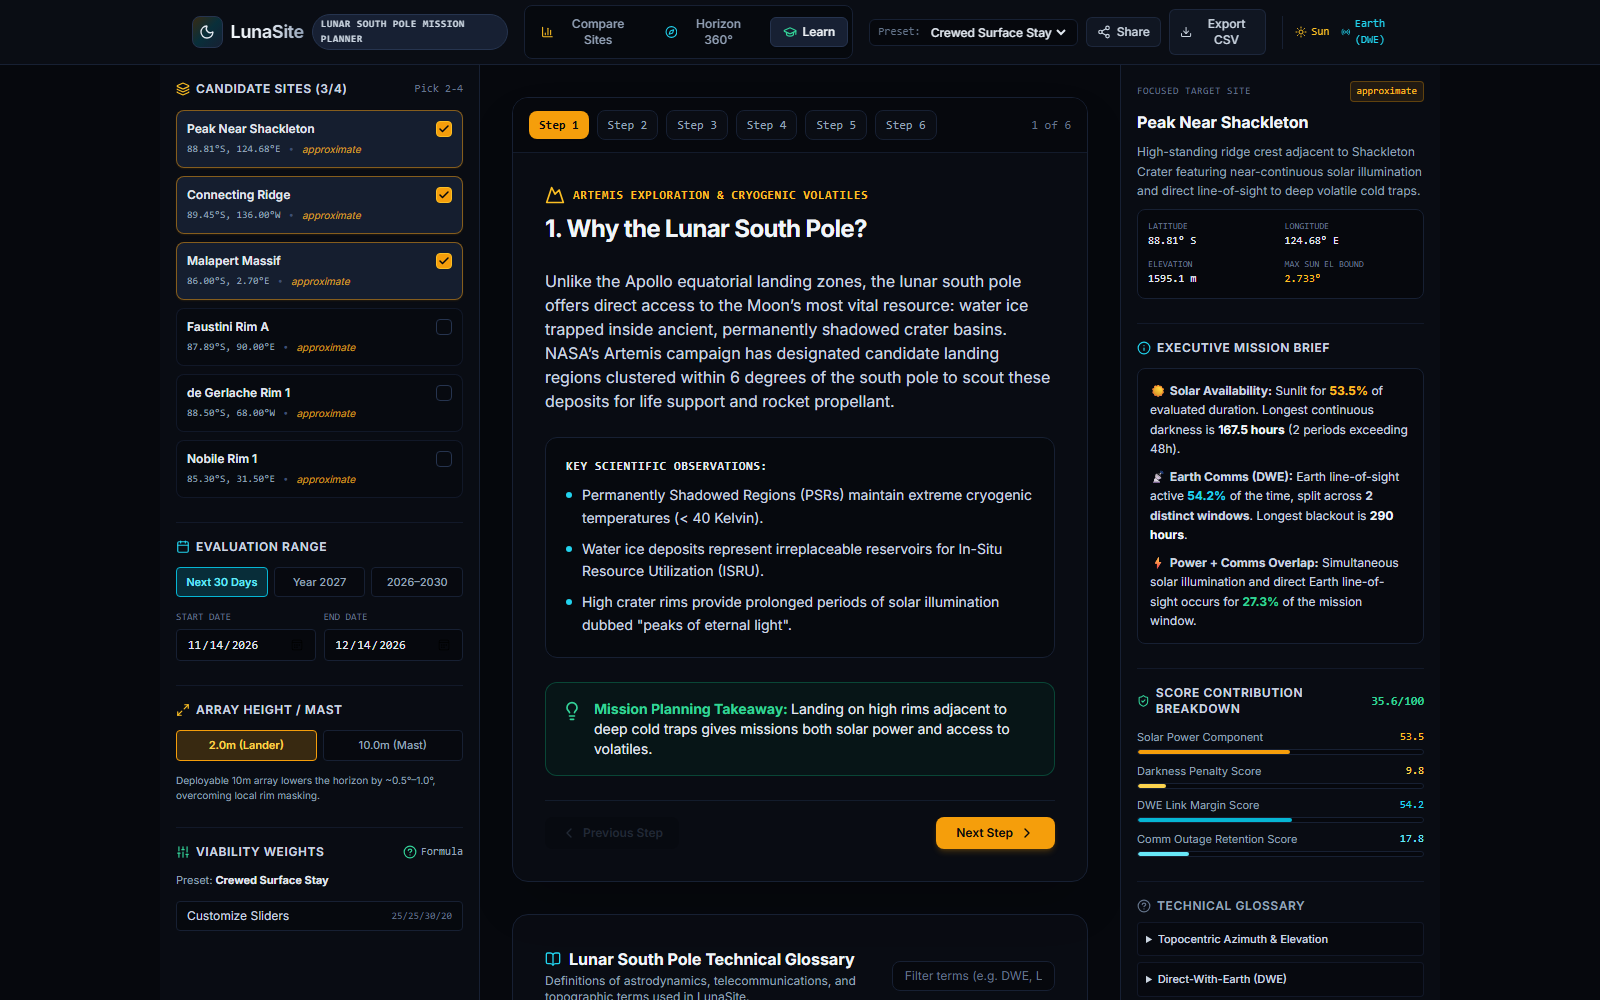 LunaSite
LUNAR SOUTH POLE MISSION
PLANNER
Compare
Sites
Horizon
360°
Learn
Preset: Crewed Surface Stay
Share
Export
CSV
Sun
Earth
(DWE)
CANDIDATE SITES (3/4)
Pick 2-4
Peak Near Shackleton
88.81°S, 124.68°E • approximate
Connecting Ridge
89.45°S, 136.00°W • approximate
Malapert Massif
86.00°S, 2.70°E • approximate
Faustini Rim A
87.89°S, 90.00°E • approximate
de Gerlache Rim 1
88.50°S, 68.00°W • approximate
Nobile Rim 1
85.30°S, 31.50°E • approximate
EVALUATION RANGE
Next 30 Days
Year 2027
2026–2030
START DATE
END DATE
11/14/2026
12/14/2026
ARRAY HEIGHT / MAST
2.0m (Lander)
10.0m (Mast)
Deployable 10m array lowers the horizon by ~0.5°–1.0°,
overcoming local rim masking.
VIABILITY WEIGHTS
Formula
Preset: Crewed Surface Stay
Customize Sliders
25/25/30/20
Step 1
Step 2
Step 3
Step 4
Step 5
Step 6
1 of 6
ARTEMIS EXPLORATION & CRYOGENIC VOLATILES
1. Why the Lunar South Pole?
Unlike the Apollo equatorial landing zones, the lunar south pole
offers direct access to the Moon's most vital resource: water ice
trapped inside ancient, permanently shadowed crater basins.
NASA's Artemis campaign has designated candidate landing
regions clustered within 6 degrees of the south pole to scout these
deposits for life support and rocket propellant.
KEY SCIENTIFIC OBSERVATIONS:
• Permanently Shadowed Regions (PSRs) maintain extreme cryogenic
temperatures (< 40 Kelvin).
• Water ice deposits represent irreplaceable reservoirs for In-Situ
Resource Utilization (ISRU).
• High crater rims provide prolonged periods of solar illumination
dubbed "peaks of eternal light".
Mission Planning Takeaway: Landing on high rims adjacent to
deep cold traps gives missions both solar power and access to
volatiles.
Previous Step
Next Step
Lunar South Pole Technical Glossary
Definitions of astrodynamics, telecommunications, and
topographic terms used in LunaSite.
Filter terms (e.g. DWE, L
FOCUSED TARGET SITE
approximate
Peak Near Shackleton
High-standing ridge crest adjacent to Shackleton
Crater featuring near-continuous solar illumination
and direct line-of-sight to deep volatile cold traps.
LATITUDE
LONGITUDE
88.81° S
124.68° E
ELEVATION
MAX SUN EL BOUND
1595.1 m
2.733°
EXECUTIVE MISSION BRIEF
Solar Availability: Sunlit for 53.5% of
evaluated duration. Longest continuous
darkness is 167.5 hours (2 periods exceeding
48h).
Earth Comms (DWE): Earth line-of-sight
active 54.2% of the time, split across 2
distinct windows. Longest blackout is 290
hours.
Power + Comms Overlap: Simultaneous
solar illumination and direct Earth line-of-
sight occurs for 27.3% of the mission
window.
SCORE CONTRIBUTION
BREAKDOWN
35.6/100
Solar Power Component
53.5
Darkness Penalty Score
9.8
DWE Link Margin Score
54.2
Comm Outage Retention Score
17.8
TECHNICAL GLOSSARY
▶ Topocentric Azimuth & Elevation
▶ Direct-With-Earth (DWE)